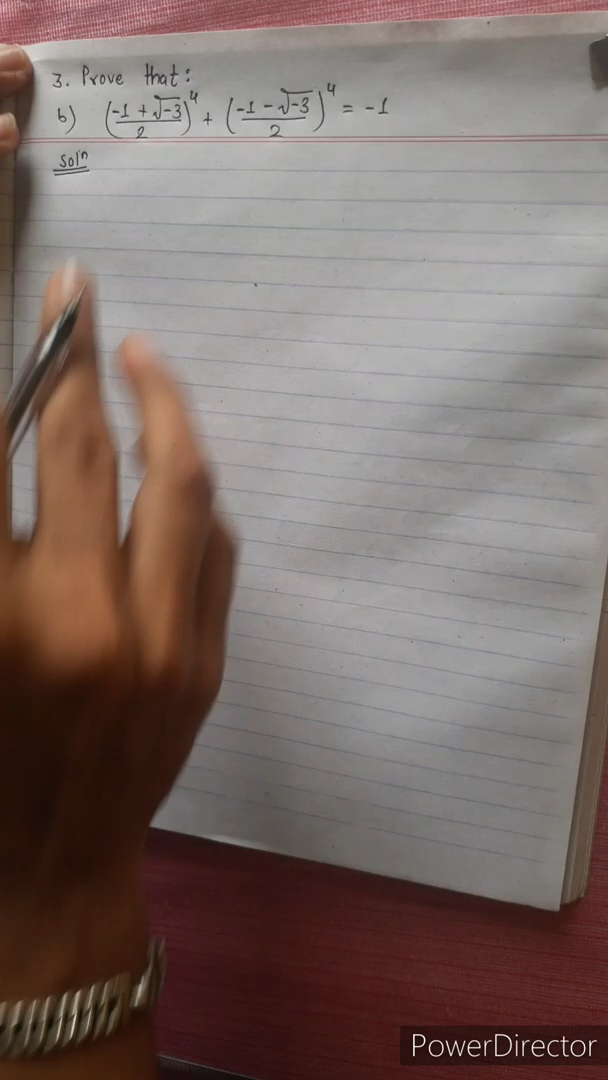 3. Prove that:
b) (-1 + √-3 / 2)⁴ + (-1 - √-3 / 2)⁴ = -1
Solⁿ
PowerDirector